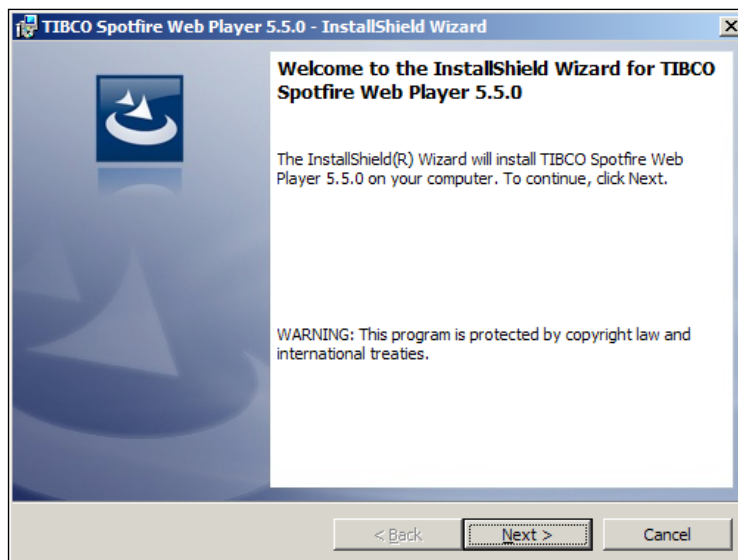 TIBCO Spotfire Web Player 5.5.0 - InstallShield Wizard
Welcome to the InstallShield Wizard for TIBCO
Spotfire Web Player 5.5.0
The InstallShield(R) Wizard will install TIBCO Spotfire Web
Player 5.5.0 on your computer. To continue, click Next.
WARNING: This program is protected by copyright law and
international treaties.
< Back Next > Cancel